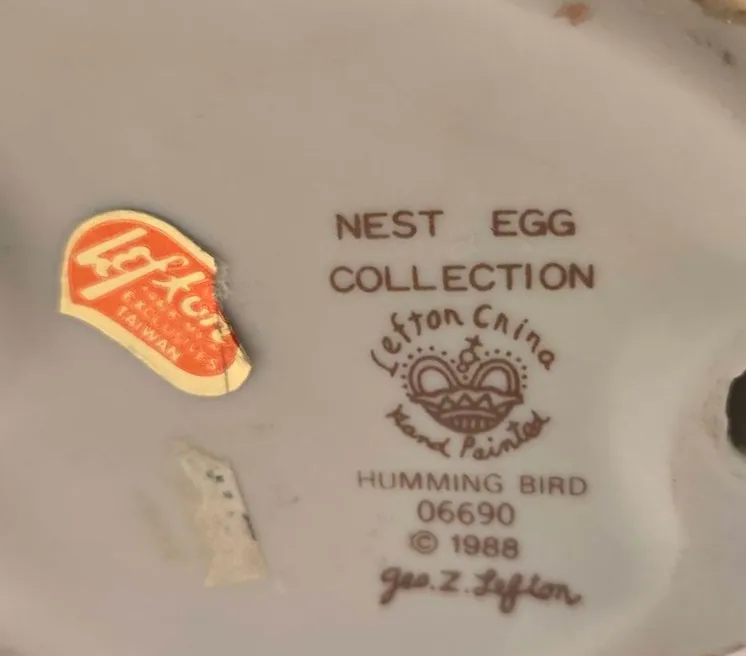 Lefton
TAIWAN
NEST EGG
COLLECTION
Lefton China
Hand Painted
HUMMING BIRD
06690
© 1988
Geo. Z. Lefton